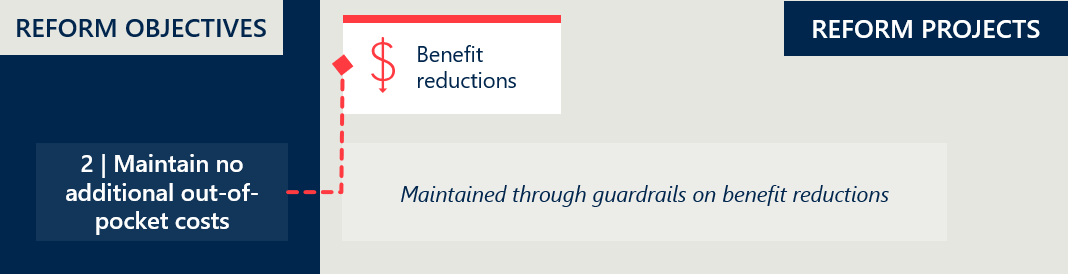 REFORM OBJECTIVES
REFORM PROJECTS
Benefit
reductions
2 | Maintain no
additional out-of-
pocket costs
Maintained through guardrails on benefit reductions